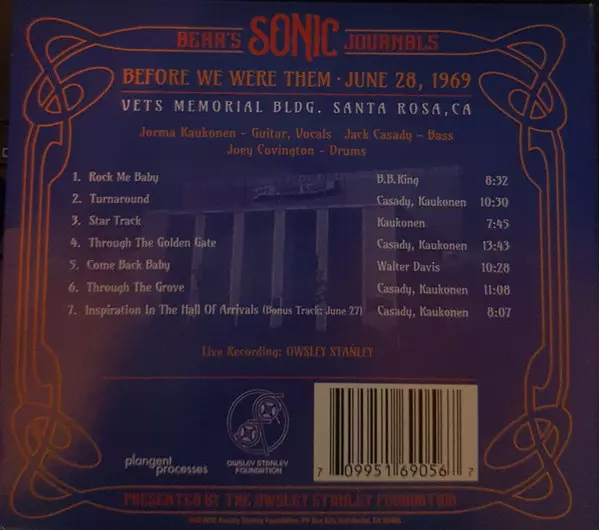 BEAR'S SONIC JOURNALS
BEFORE WE WERE THEM · JUNE 28, 1969
VETS MEMORIAL BLDG. SANTA ROSA, CA
Jorma Kaukonen – Guitar, Vocals Jack Casady – Bass
Joey Covington – Drums
1. Rock Me Baby B.B.King 8:32
2. Turnaround Casady, Kaukonen 10:30
3. Star Track Kaukonen 7:45
4. Through The Golden Gate Casady, Kaukonen 13:43
5. Come Back Baby Walter Davis 10:28
6. Through The Grove Casady, Kaukonen 11:08
7. Inspiration In The Hall Of Arrivals (Bonus Track: June 27) Casady, Kaukonen 8:07
Live Recording: OWSLEY STANLEY
plangent processes
OWSLEY STANLEY FOUNDATION
7 09951 69056 7
PRESENTED BY THE OWSLEY STANLEY FOUNDATION
Owsley Stanley Foundation